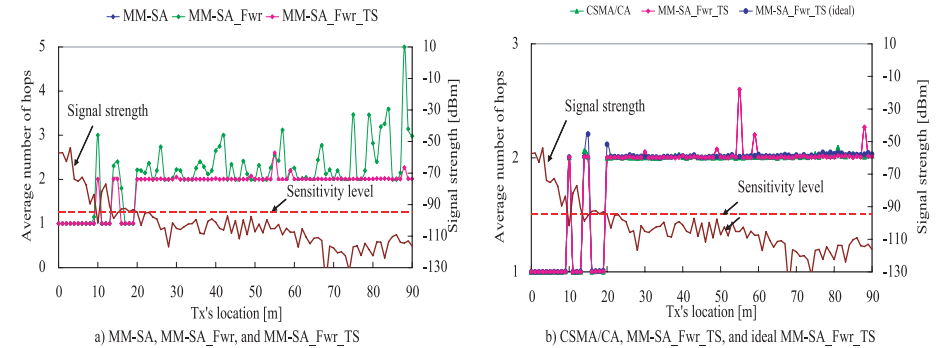 MM-SA MM-SA_Fwr MM-SA_Fwr_TS
5
4
3
2
1
0
Average number of hops
10
-10
-30
-50
-70
-90
-110
-130
Signal strength [dBm]
Signal strength
Sensitivity level
0 10 20 30 40 50 60 70 80 90
Tx's location [m]
a) MM-SA, MM-SA_Fwr, and MM-SA_Fwr_TS
CSMA/CA MM-SA_Fwr_TS MM-SA_Fwr_TS (ideal)
3
2
1
Average number of hops
10
-10
-30
-50
-70
-90
-110
-130
Signal strength [dBm]
Signal strength
Sensitivity level
0 10 20 30 40 50 60 70 80 90
Tx's location [m]
b) CSMA/CA, MM-SA_Fwr_TS, and ideal MM-SA_Fwr_TS